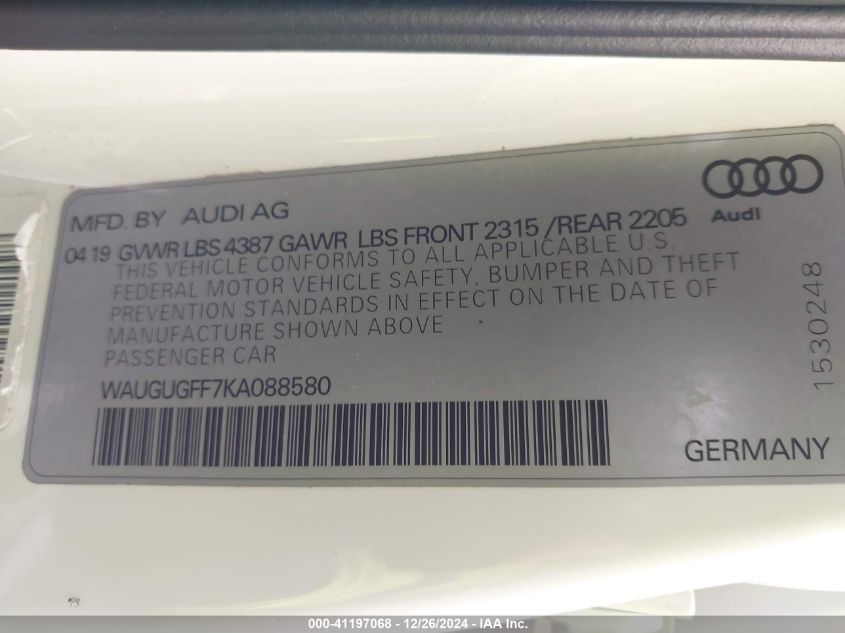 MFD. BY AUDI AG
Audi
04 19 GVWR LBS 4387 GAWR LBS FRONT 2315 /REAR 2205
THIS VEHICLE CONFORMS TO ALL APPLICABLE U.S.
FEDERAL MOTOR VEHICLE SAFETY, BUMPER AND THEFT
PREVENTION STANDARDS IN EFFECT ON THE DATE OF
MANUFACTURE SHOWN ABOVE
PASSENGER CAR
WAUGUGFF7KA088580
GERMANY
1530248
000-41197068 - 12/26/2024 - IAA Inc.